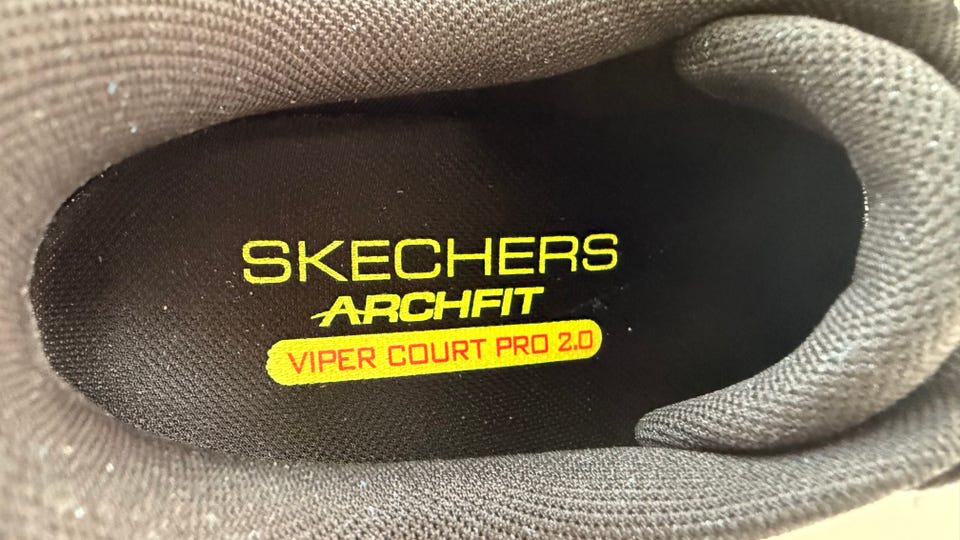 SKECHERS
ARCHFIT
VIPER COURT PRO 2.0